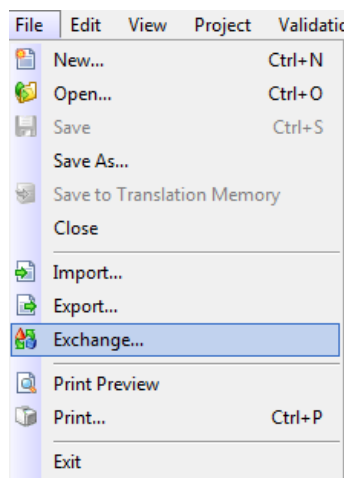 File Edit View Project Validatio
New... Ctrl+N
Open... Ctrl+O
Save Ctrl+S
Save As...
Save to Translation Memory
Close
Import...
Export...
Exchange...
Print Preview
Print... Ctrl+P
Exit